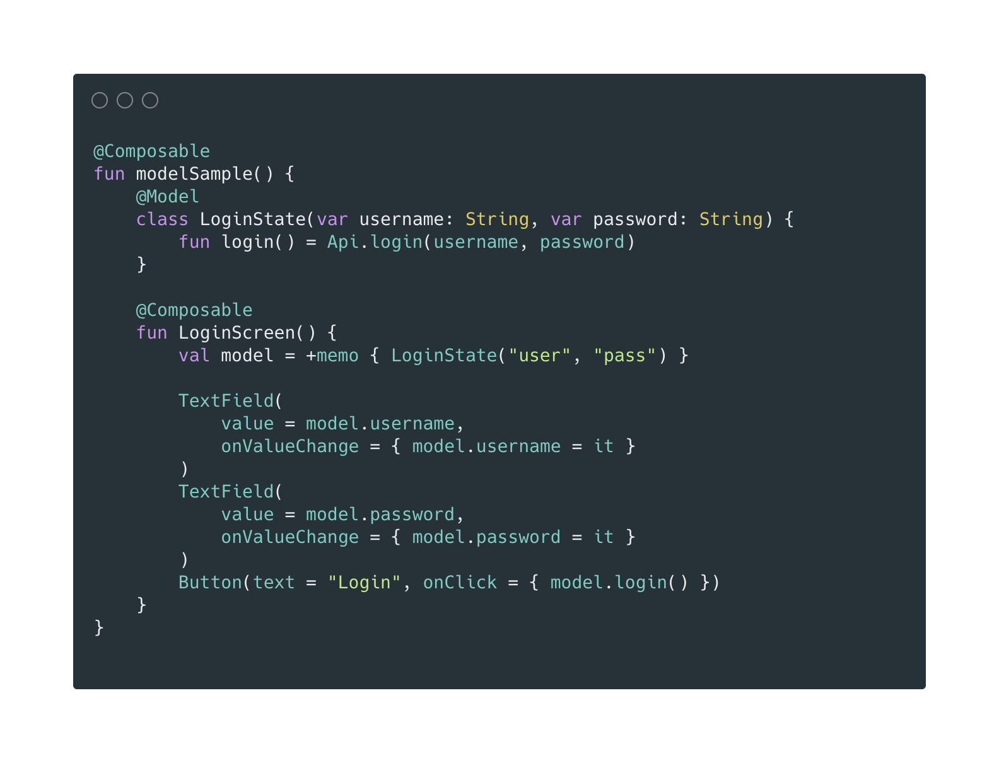 @Composable
fun modelSample() {
    @Model
    class LoginState(var username: String, var password: String) {
        fun login() = Api.login(username, password)
    }

    @Composable
    fun LoginScreen() {
        val model = +memo { LoginState("user", "pass") }

        TextField(
            value = model.username,
            onValueChange = { model.username = it }
        )
        TextField(
            value = model.password,
            onValueChange = { model.password = it }
        )
        Button(text = "Login", onClick = { model.login() })
    }
}